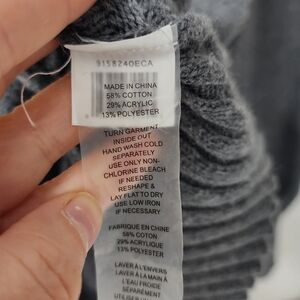 9158240ECA
MADE IN CHINA
58% COTTON
29% ACRYLIC
13% POLYESTER
TURN GARMENT
INSIDE OUT
HAND WASH COLD
SEPARATELY
USE ONLY NON-
CHLORINE BLEACH
IF NEEDED
RESHAPE &
LAY FLAT TO DRY
USE LOW IRON
IF NECESSARY
FABRIQUE EN CHINE
58% COTON
29% ACRYLIQUE
13% POLYESTER
LAVER À L'ENVERS
LAVER À LA MAIN À
L'EAU FROIDE
SÉPARÉMENT